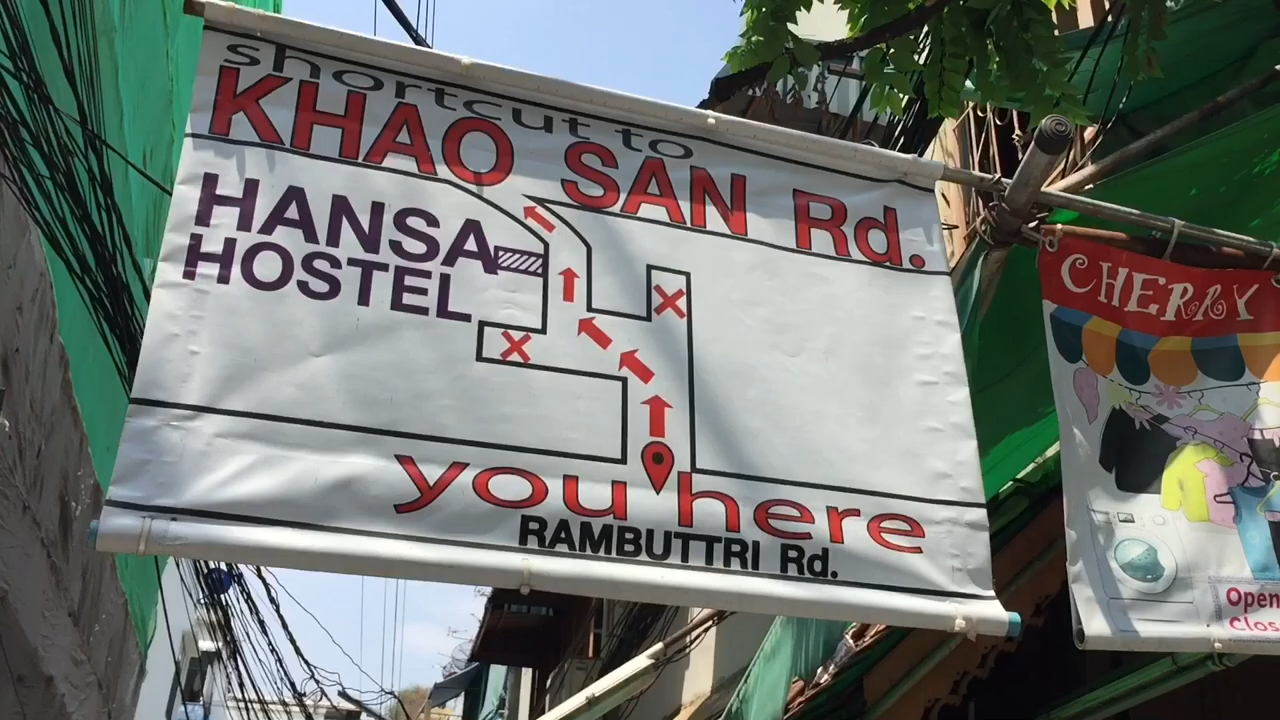 shortcut to
KHAO SAN Rd.
HANSA
HOSTEL
you here
RAMBUTTRI Rd.
CHERRY
Open
Clos